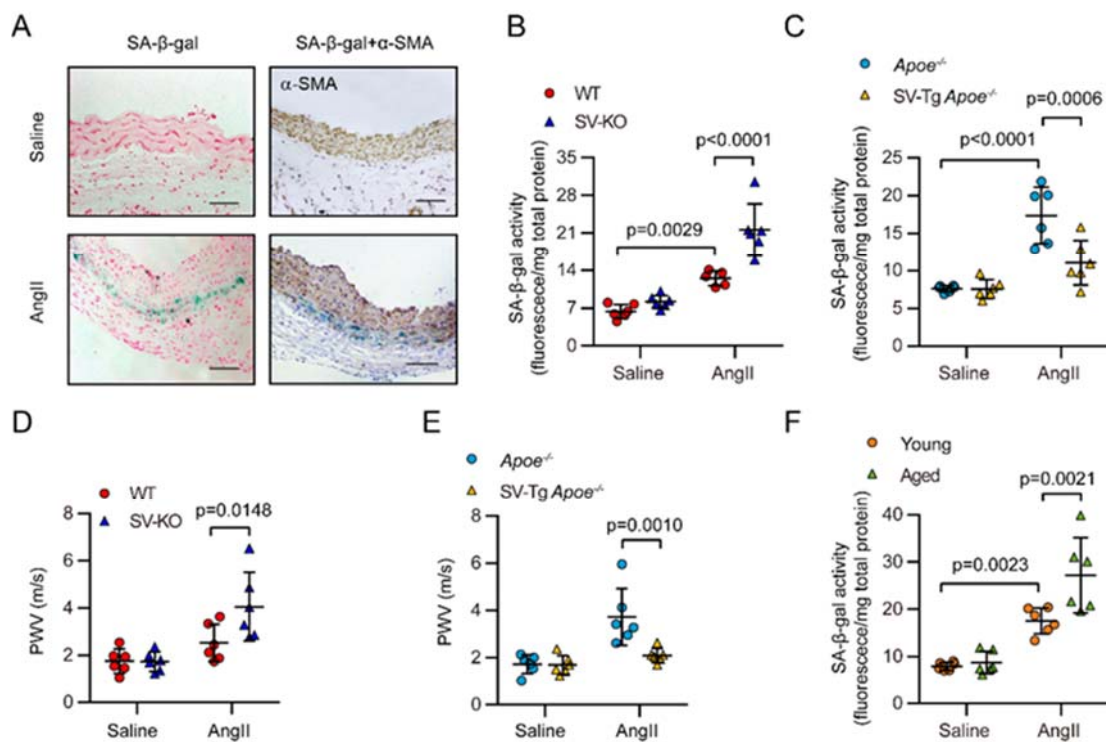 A
SA-β-gal
SA-β-gal+α-SMA
α-SMA
Saline
AngII
B
WT
SV-KO
p<0.0001
p=0.0029
SA-β-gal activity
(fluorescece/mg total protein)
35
28
21
14
7
0
Saline
AngII
C
Apoe-/-
SV-Tg Apoe-/-
p=0.0006
p<0.0001
SA-β-gal activity
(fluorescece/mg total protein)
25
20
15
10
5
0
Saline
AngII
D
WT
SV-KO
p=0.0148
PWV (m/s)
8
6
4
2
0
Saline
AngII
E
Apoe-/-
SV-Tg Apoe-/-
p=0.0010
PWV (m/s)
8
6
4
2
0
Saline
AngII
F
Young
Aged
p=0.0021
p=0.0023
SA-β-gal activity
(fluorescece/mg total protein)
40
30
20
10
0
Saline
AngII